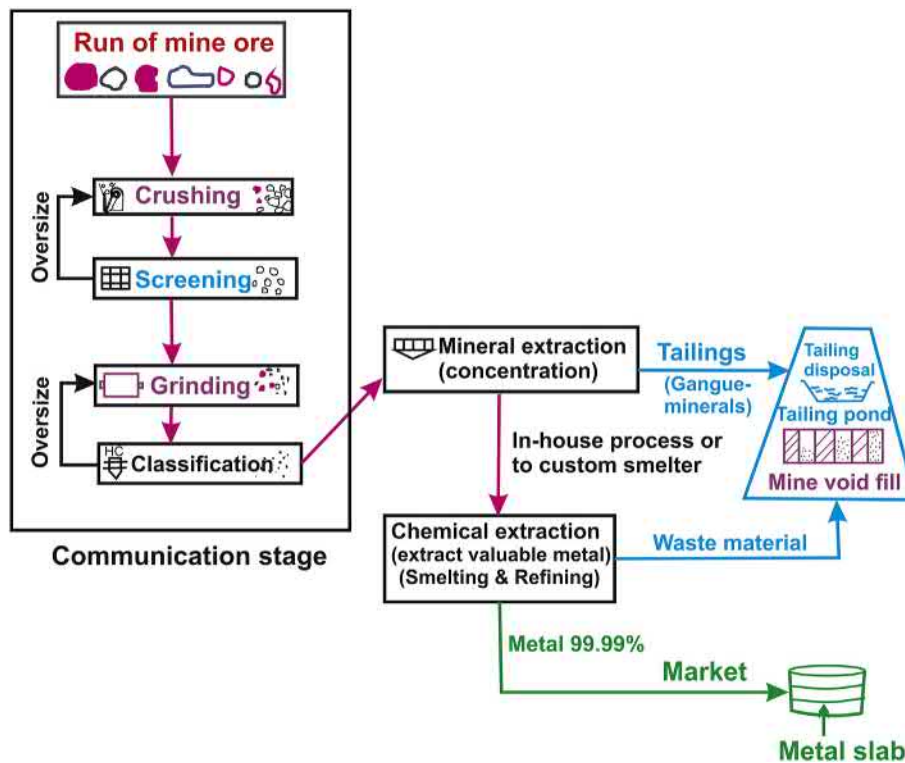 Run of mine ore
Crushing
Oversize
Screening
Grinding
Oversize
HC
Classification
Communication stage
Mineral extraction
(concentration)
Tailings
(Gangue-
minerals)
Tailing
disposal
Tailing pond
Mine void fill
In-house process or
to custom smelter
Chemical extraction
(extract valuable metal)
(Smelting & Refining)
Waste material
Metal 99.99%
Market
Metal slab